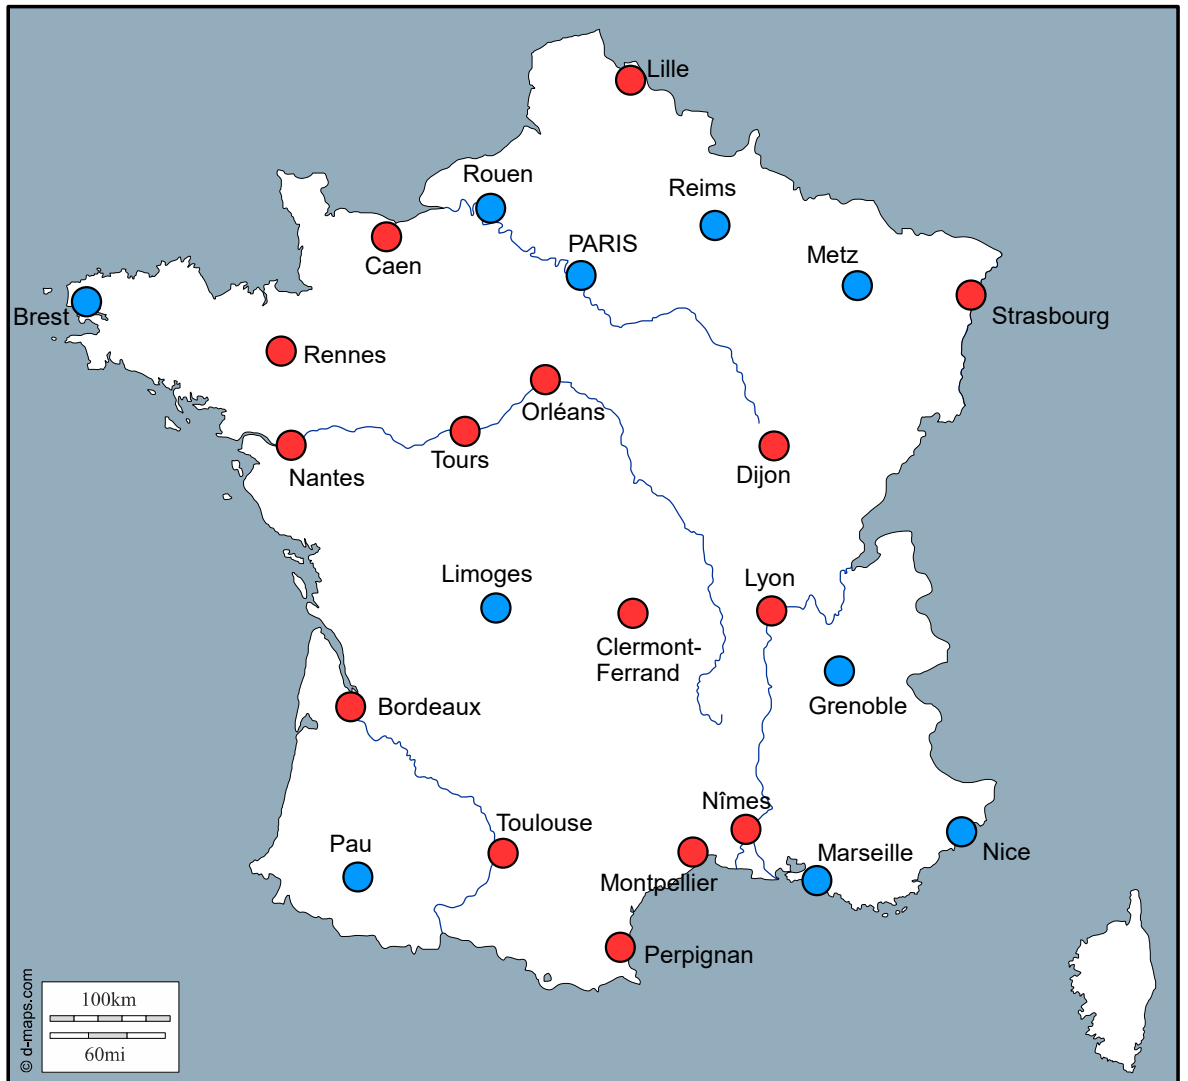 Lille
Rouen
Reims
PARIS
Metz
Caen
Brest
Strasbourg
Rennes
Orléans
Tours
Nantes
Dijon
Limoges
Lyon
Clermont-
Ferrand
Grenoble
Bordeaux
Nîmes
Toulouse
Pau
Marseille
Nice
Montpellier
Perpignan
100km
60mi
© d-maps.com